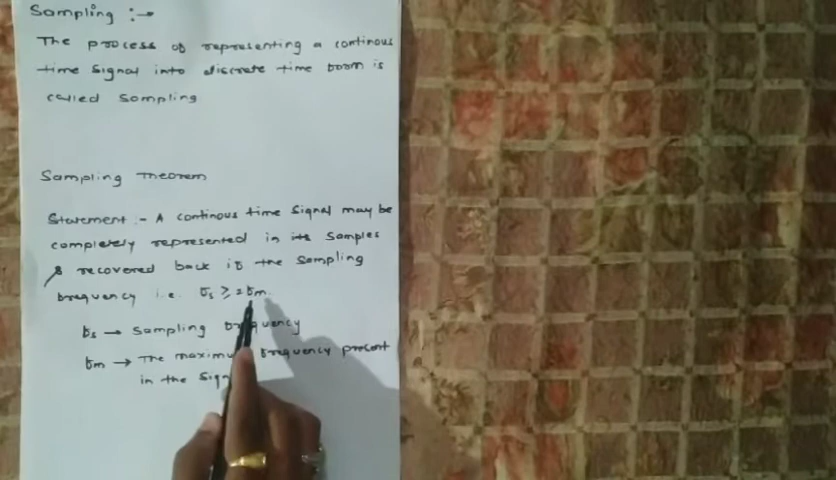 Sampling :-
The process of representing a continous
time signal into discrete time form is
called Sampling
Sampling Theorem
Statement :- A continous time signal may be
completely represented in its samples
& recovered back if the sampling
frequency i.e. fs ≥ 2fm.
fs → sampling frequency
fm → The maximum frequency present
in the